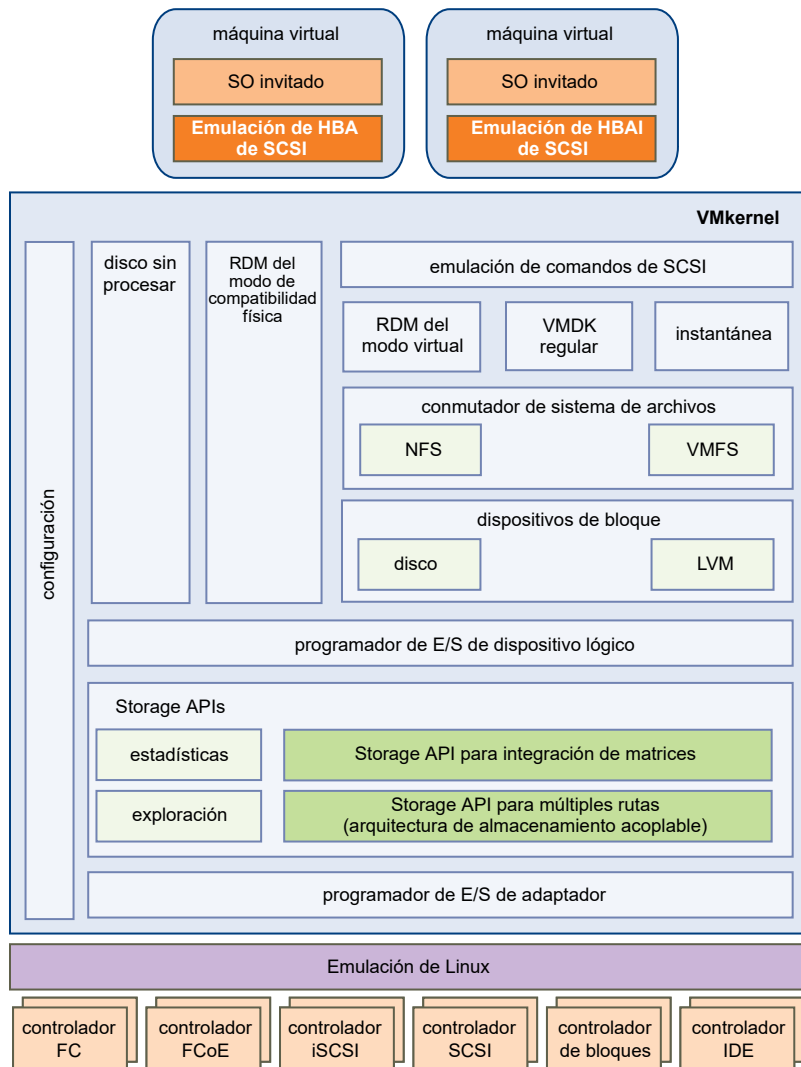 máquina virtual
SO invitado
Emulación de HBA
de SCSI
máquina virtual
SO invitado
Emulación de HBAI
de SCSI
VMkernel
configuración
disco sin
procesar
RDM del
modo de
compatibilidad
física
emulación de comandos de SCSI
RDM del
modo virtual
VMDK
regular
instantánea
conmutador de sistema de archivos
NFS
VMFS
dispositivos de bloque
disco
LVM
programador de E/S de dispositivo lógico
Storage APIs
estadísticas
Storage API para integración de matrices
exploración
Storage API para múltiples rutas
(arquitectura de almacenamiento acoplable)
programador de E/S de adaptador
Emulación de Linux
controlador
FC
controlador
FCoE
controlador
iSCSI
controlador
SCSI
controlador
de bloques
controlador
IDE